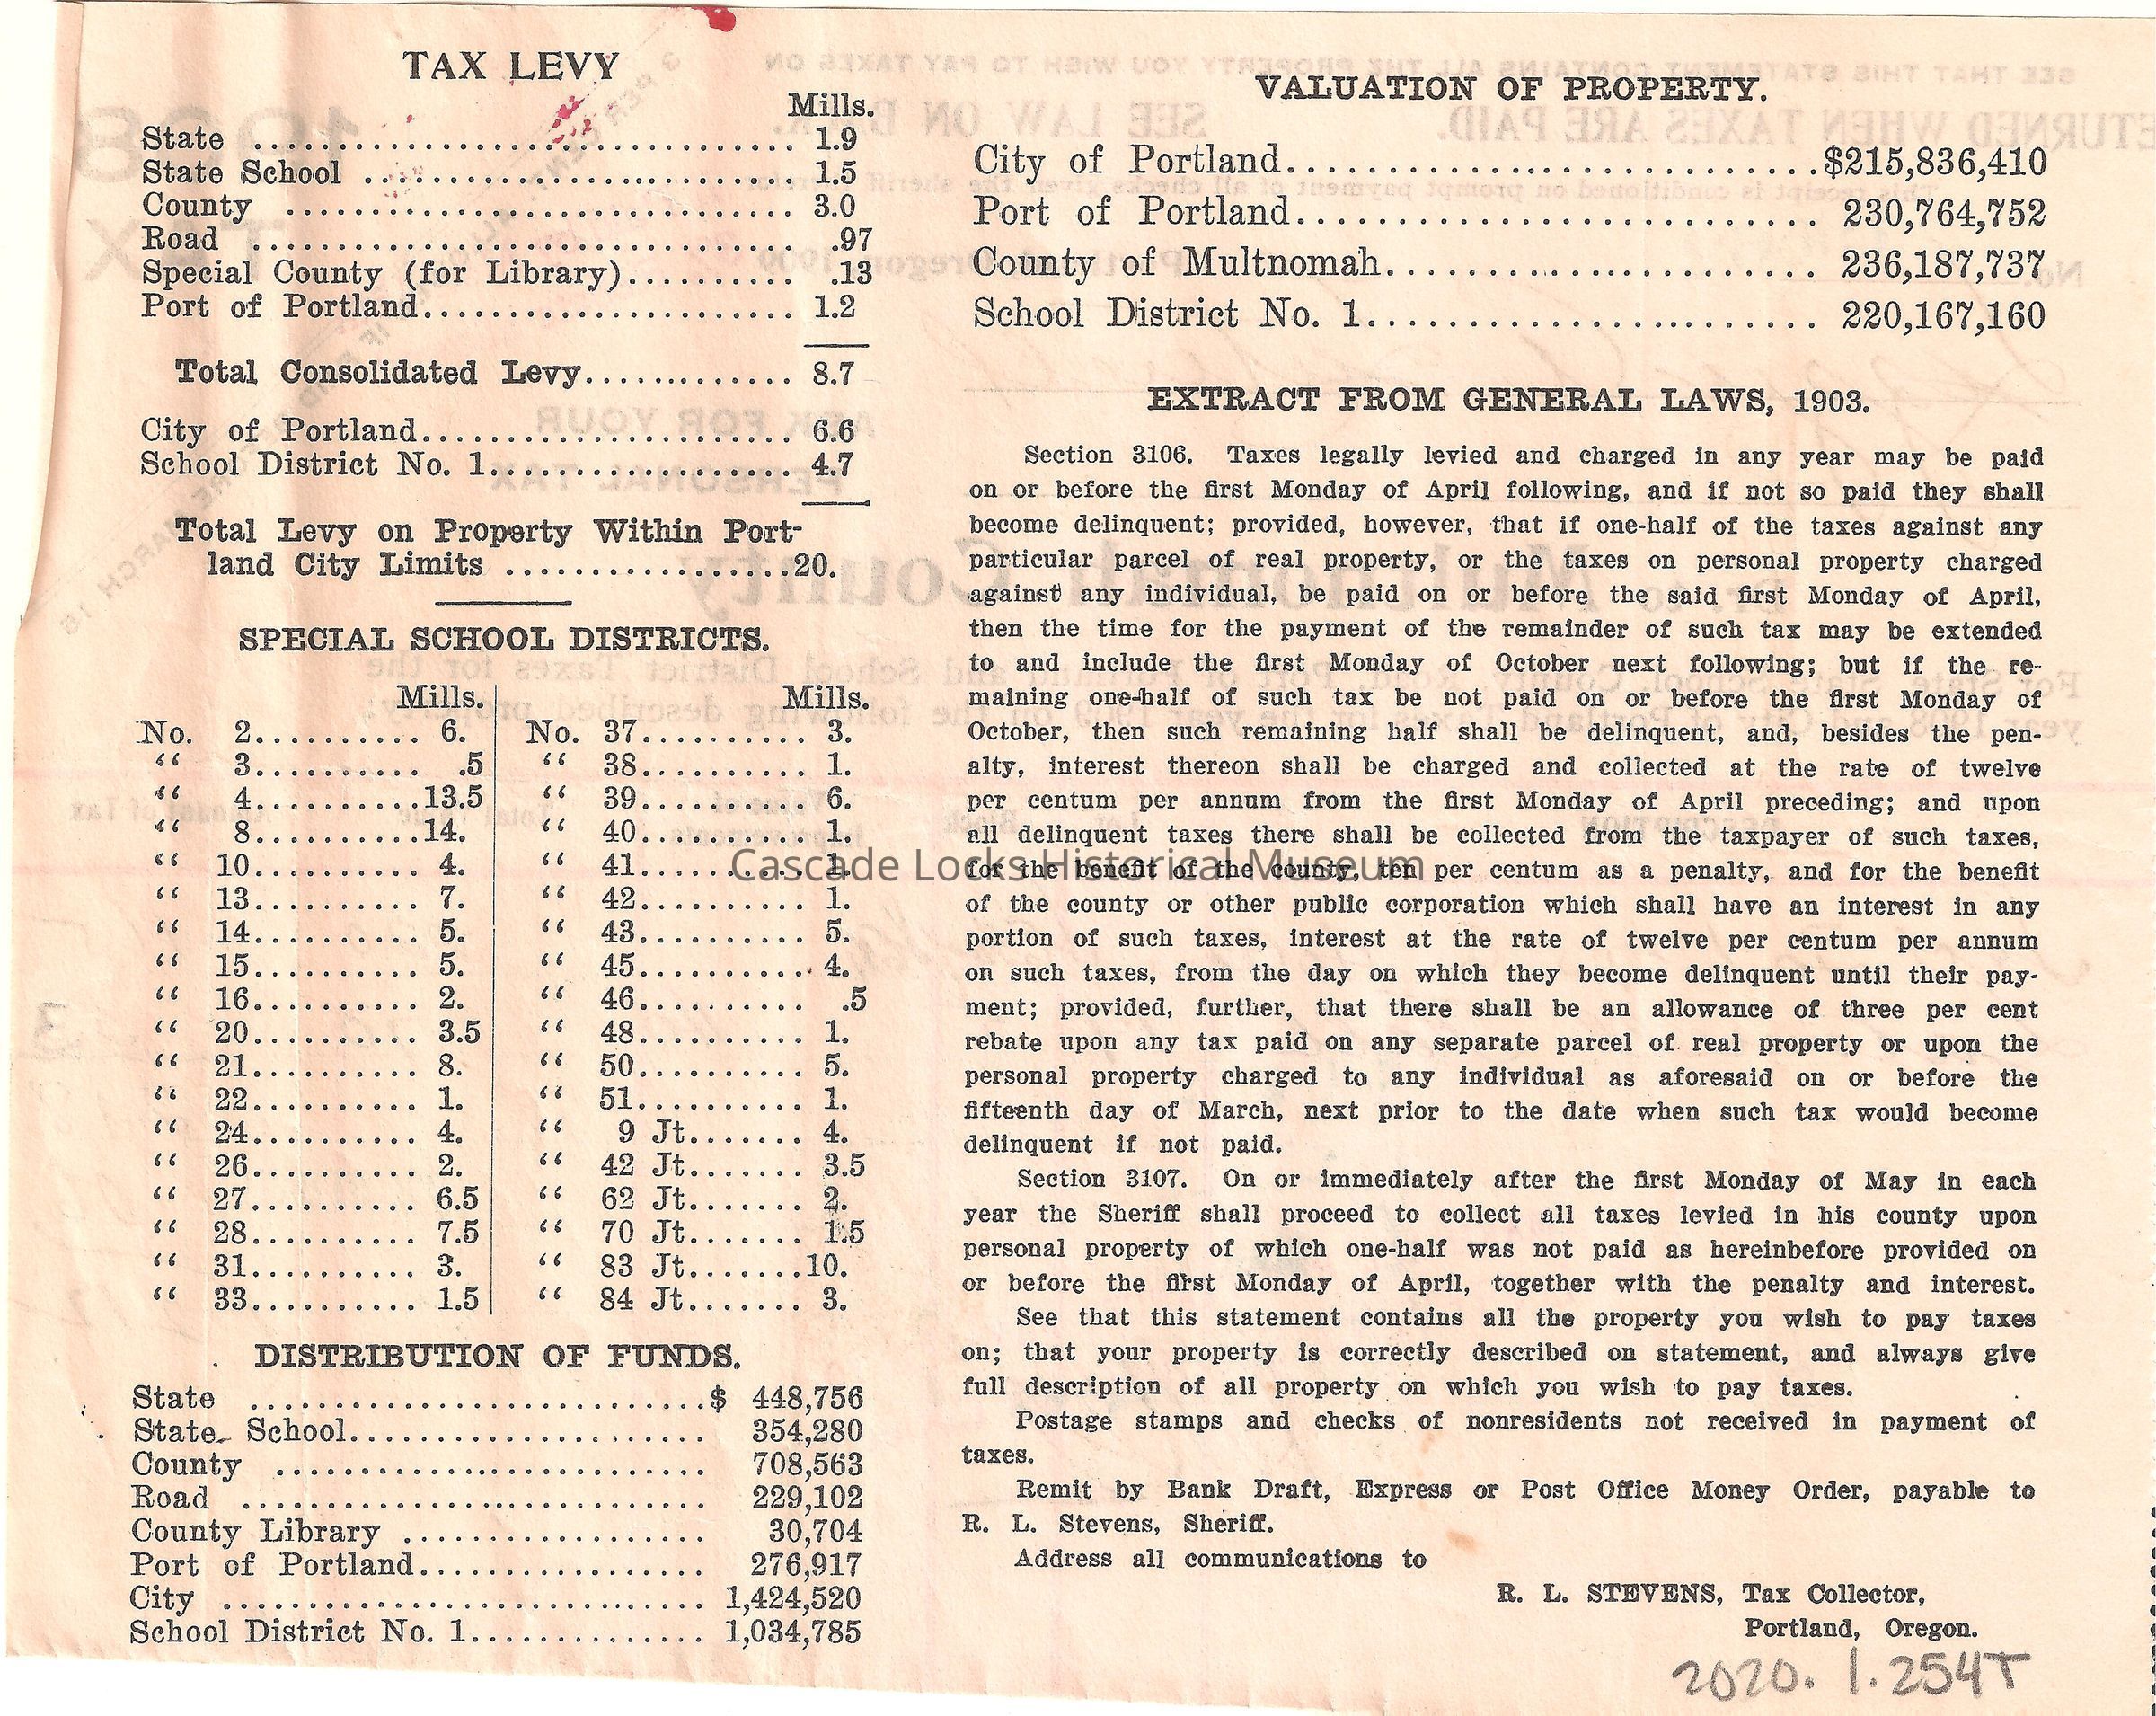 TAX LEVY
Mills.
State ................................ 1.9
State School ......................... 1.5
County .............................. 3.0
Road ................................ .97
Special County (for Library).......... .13
Port of Portland...................... 1.2
Total Consolidated Levy............. 8.7
City of Portland...................... 6.6
School District No. 1.................. 4.7
Total Levy on Property Within Port-
land City Limits .................20.
SPECIAL SCHOOL DISTRICTS.
Mills. Mills.
No. 2.......... 6. No. 37.......... 3.
“ 3.......... .5 “ 38.......... 1.
“ 4..........13.5 “ 39.......... 6.
“ 8..........14. “ 40.......... 1.
“ 10.......... 4. “ 41.......... 1.
“ 13.......... 7. “ 42.......... 1.
“ 14.......... 5. “ 43.......... 5.
“ 15.......... 5. “ 45.......... 4.
“ 16.......... 2. “ 46.......... .5
“ 20.......... 3.5 “ 48.......... 1.
“ 21.......... 8. “ 50.......... 5.
“ 22.......... 1. “ 51.......... 1.
“ 24.......... 4. “ 9 Jt....... 4.
“ 26.......... 2. “ 42 Jt....... 3.5
“ 27.......... 6.5 “ 62 Jt....... 2.
“ 28.......... 7.5 “ 70 Jt....... 1.5
“ 31.......... 3. “ 83 Jt.......10.
“ 33.......... 1.5 “ 84 Jt....... 3.
DISTRIBUTION OF FUNDS.
State ...........................$ 448,756
State School..................... 354,280
County .......................... 708,563
Road ............................ 229,102
County Library .................. 30,704
Port of Portland................. 276,917
City ............................. 1,424,520
School District No. 1.............. 1,034,785
VALUATION OF PROPERTY.
City of Portland................................$215,836,410
Port of Portland............................... 230,764,752
County of Multnomah.......................... 236,187,737
School District No. 1........................... 220,167,160
EXTRACT FROM GENERAL LAWS, 1903.
Section 3106. Taxes legally levied and charged in any year may be paid
on or before the first Monday of April following, and if not so paid they shall
become delinquent; provided, however, that if one-half of the taxes against any
particular parcel of real property, or the taxes on personal property charged
against any individual, be paid on or before the said first Monday of April,
then the time for the payment of the remainder of such tax may be extended
to and include the first Monday of October next following; but if the re-
maining one-half of such tax be not paid on or before the first Monday of
October, then such remaining half shall be delinquent, and, besides the pen-
alty, interest thereon shall be charged and collected at the rate of twelve
per centum per annum from the first Monday of April preceding; and upon
all delinquent taxes there shall be collected from the taxpayer of such taxes,
for the benefit of the county, ten per centum as a penalty, and for the benefit
of the county or other public corporation which shall have an interest in any
portion of such taxes, interest at the rate of twelve per centum per annum
on such taxes, from the day on which they become delinquent until their pay-
ment; provided, further, that there shall be an allowance of three per cent
rebate upon any tax paid on any separate parcel of real property or upon the
personal property charged to any individual as aforesaid on or before the
fifteenth day of March, next prior to the date when such tax would become
delinquent if not paid.
Section 3107. On or immediately after the first Monday of May in each
year the Sheriff shall proceed to collect all taxes levied in his county upon
personal property of which one-half was not paid as hereinbefore provided on
or before the first Monday of April, together with the penalty and interest.
See that this statement contains all the property you wish to pay taxes
on; that your property is correctly described on statement, and always give
full description of all property on which you wish to pay taxes.
Postage stamps and checks of nonresidents not received in payment of
taxes.
Remit by Bank Draft, Express or Post Office Money Order, payable to
R. L. Stevens, Sheriff.
Address all communications to
R. L. STEVENS, Tax Collector,
Portland, Oregon.
2020.1.254T
Cascade Locks Historical Museum